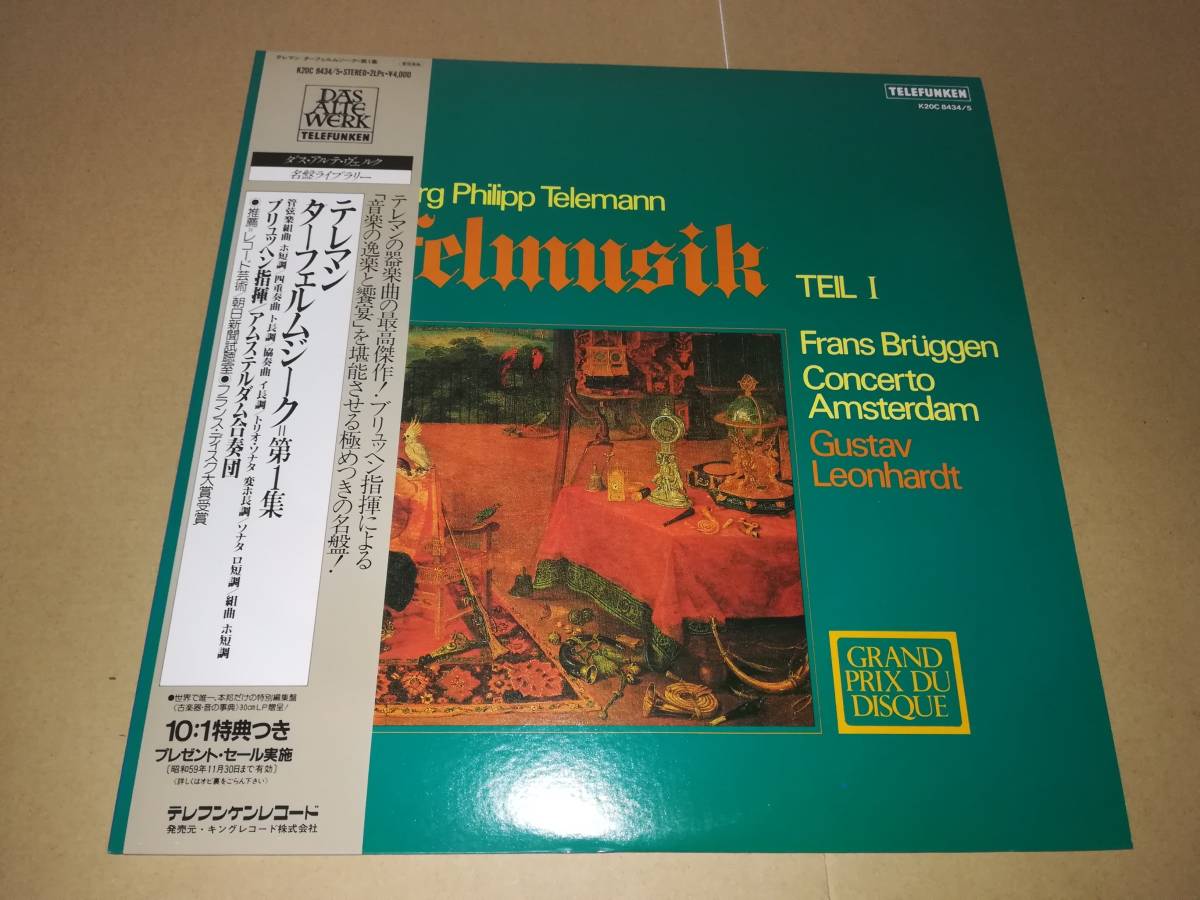 テレマン ターフェルムジーク・第1集
K20C 8434/5・STEREO・2LPs・¥4,000
DAS
ALTE
WERK
TELEFUNKEN
ダス・アルテ・ヴェルク
名盤ライブラリー
テレマンの器楽曲の最高傑作！ブリュッヘン指揮による
「音楽の逸楽と饗宴」を堪能させる極めつきの名盤！
テレマン
ターフェルムジーク＝第1集
管弦楽組曲 ホ短調/四重奏曲 ト長調/協奏曲 イ長調/トリオ・ソナタ 変ホ長調/ソナタ ロ短調/組曲 ホ短調
ブリュッヘン指揮/アムステルダム合奏団
●推薦＝レコード芸術/朝日新聞試聴室●フランス・ディスク大賞受賞
●世界で唯一、本邦だけの特別編集盤
〈古楽器・音の事典〉30cmLP贈呈！
10:1特典つき
プレゼント・セール実施
［昭和59年11月30日まで有効］
〈詳しくはオビ裏をごらん下さい〉
テレフンケンレコード
発売元・キングレコード株式会社
TELEFUNKEN
K20C 8434/5
rg Philipp Telemann
felmusik
TEIL I
Frans Brüggen
Concerto
Amsterdam
Gustav
Leonhardt
GRAND
PRIX DU
DISQUE